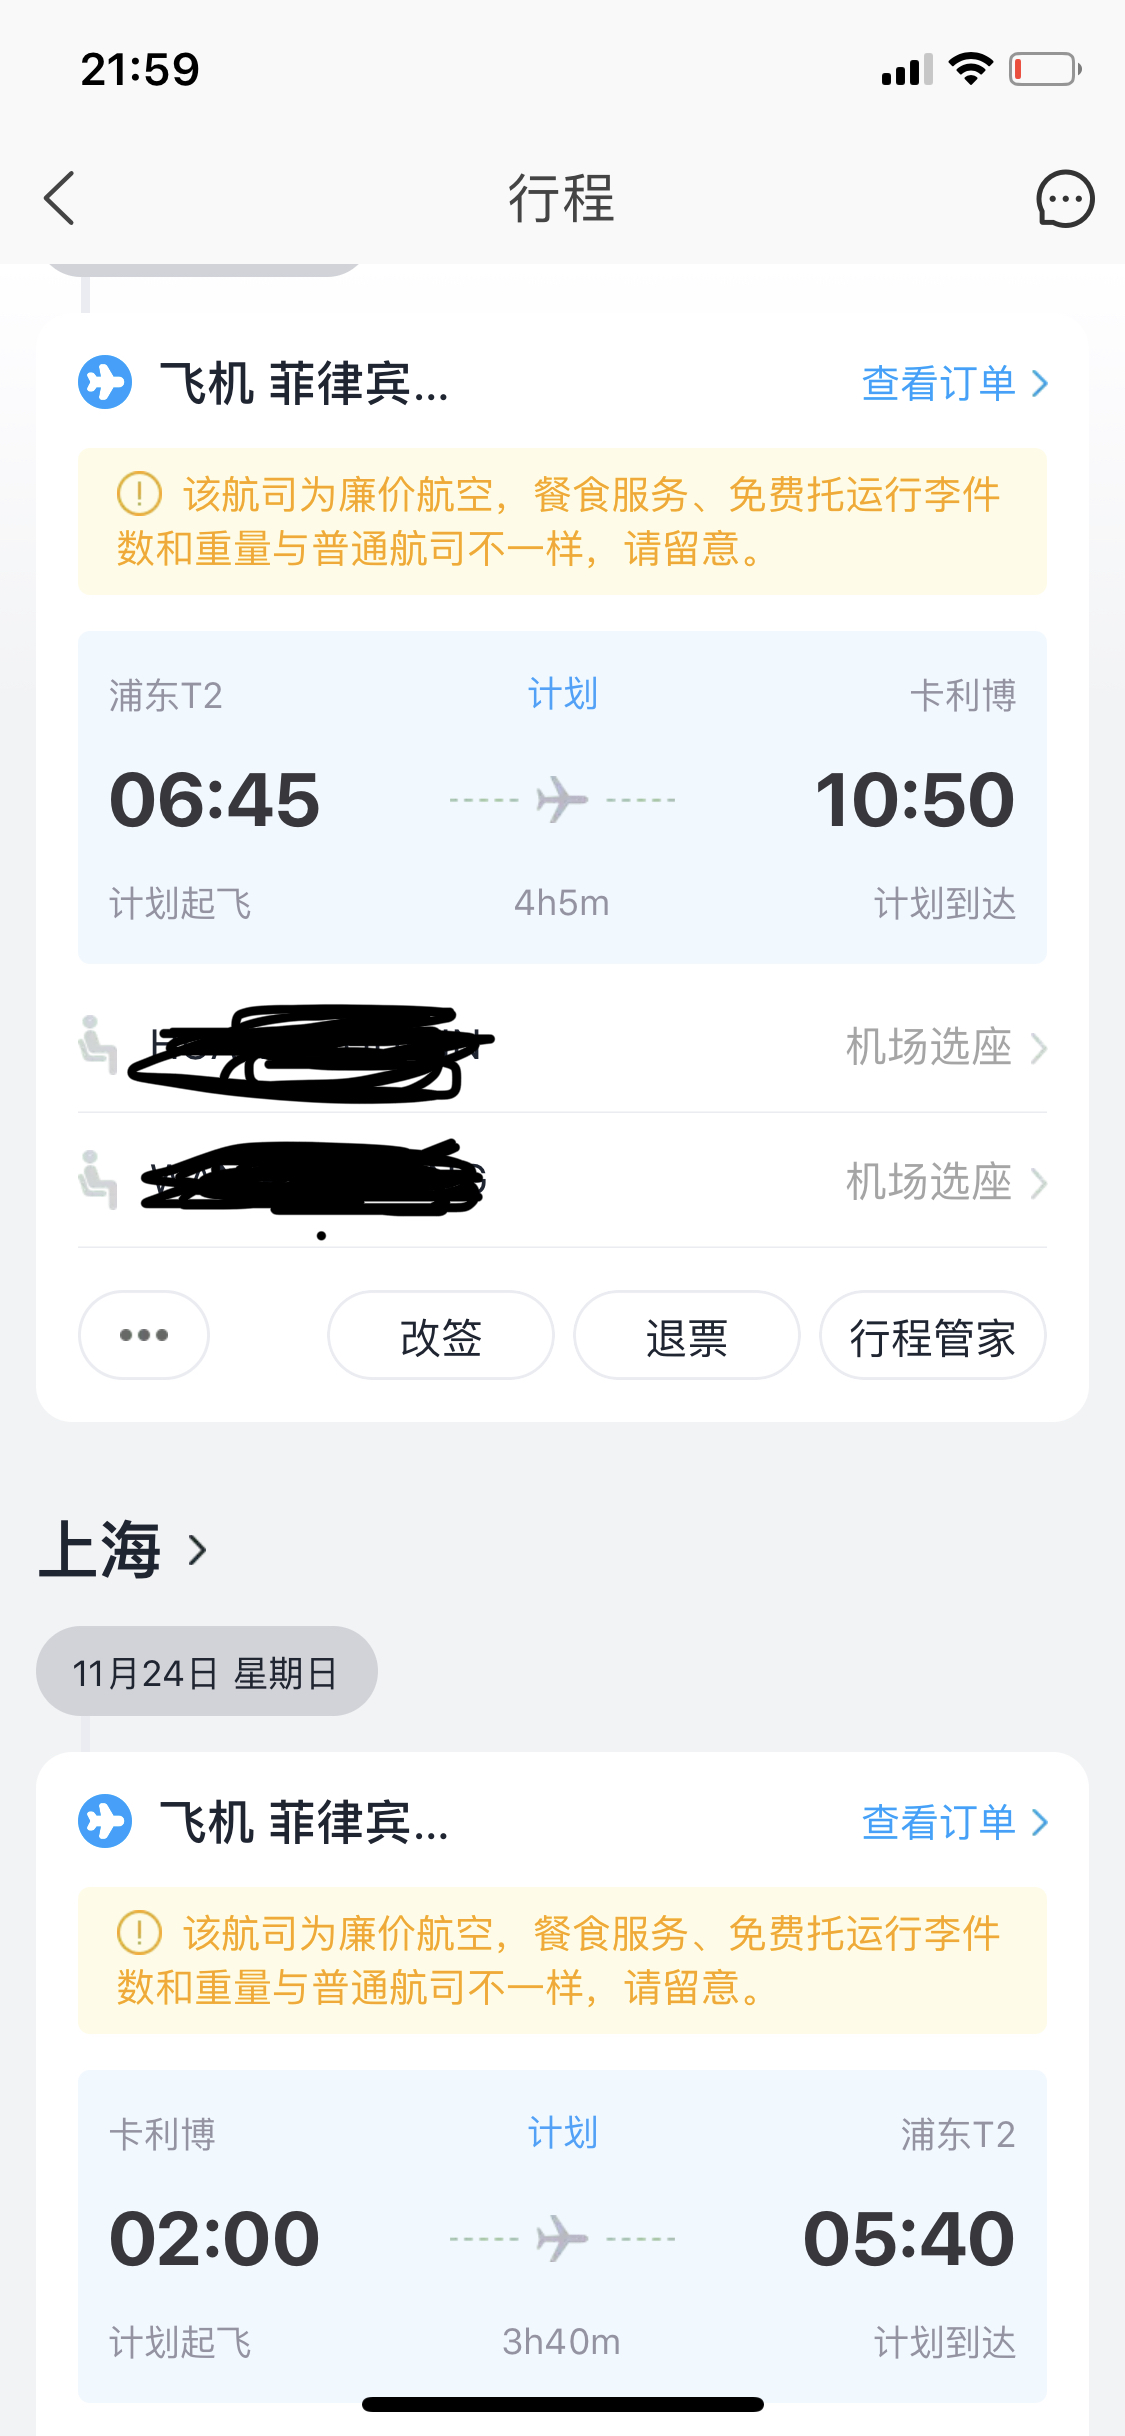 21:59
行程
飞机 菲律宾...
查看订单
该航司为廉价航空，餐食服务、免费托运行李件
数和重量与普通航司不一样，请留意。
浦东T2 计划 卡利博
06:45 10:50
计划起飞 4h5m 计划到达
机场选座
机场选座
改签 退票 行程管家
上海
11月24日 星期日
飞机 菲律宾...
查看订单
该航司为廉价航空，餐食服务、免费托运行李件
数和重量与普通航司不一样，请留意。
卡利博 计划 浦东T2
02:00 05:40
计划起飞 3h40m 计划到达